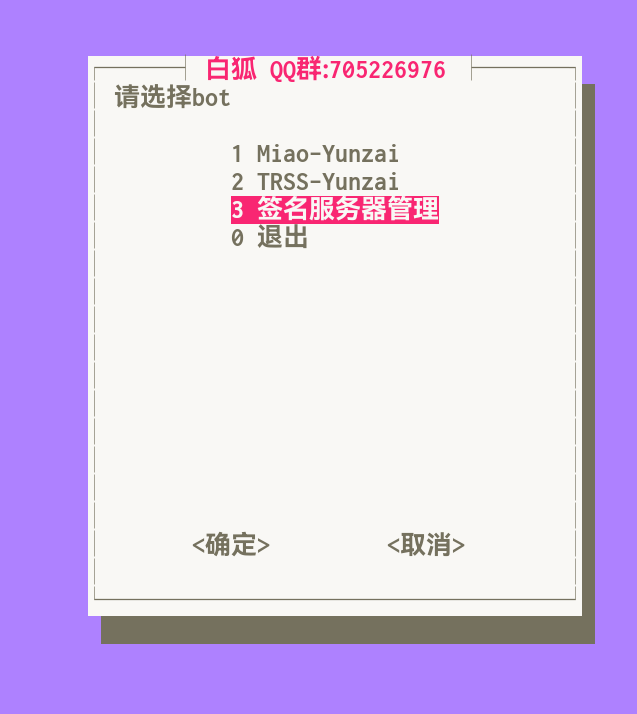 白狐 QQ群:705226976
请选择bot
1 Miao-Yunzai
2 TRSS-Yunzai
3 签名服务器管理
0 退出
<确定> <取消>